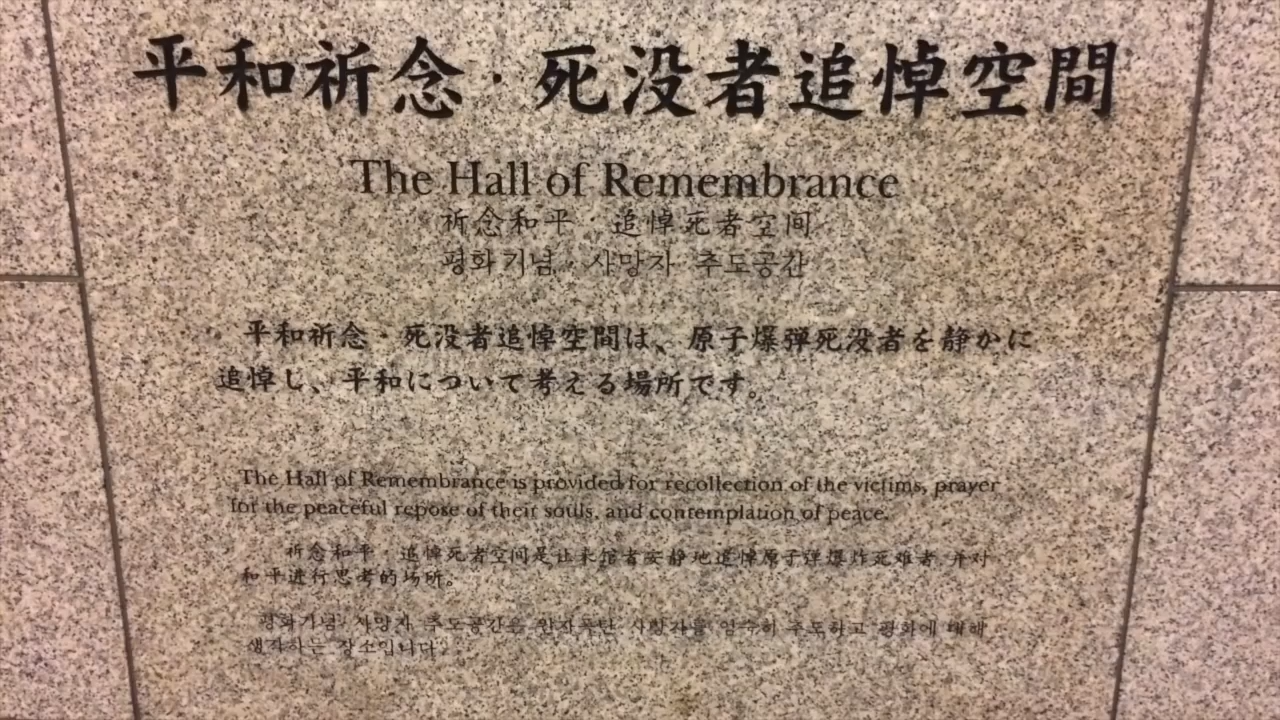 平和祈念・死没者追悼空間
The Hall of Remembrance
祈念和平・追悼死者空间
평화기념・사망자 추도공간
平和祈念・死没者追悼空間は、原子爆弾死没者を静かに
追悼し、平和について考える場所です。
The Hall of Remembrance is provided for recollection of the victims, prayer
for the peaceful repose of their souls, and contemplation of peace.
祈念和平・追悼死者空间是让来馆者安静地追悼原子弹爆炸死难者,并对
和平进行思考的场所。
평화기념・사망자 추도공간은 원자폭탄 사망자를 엄숙히 추도하고 평화에 대해
생각하는 장소입니다.